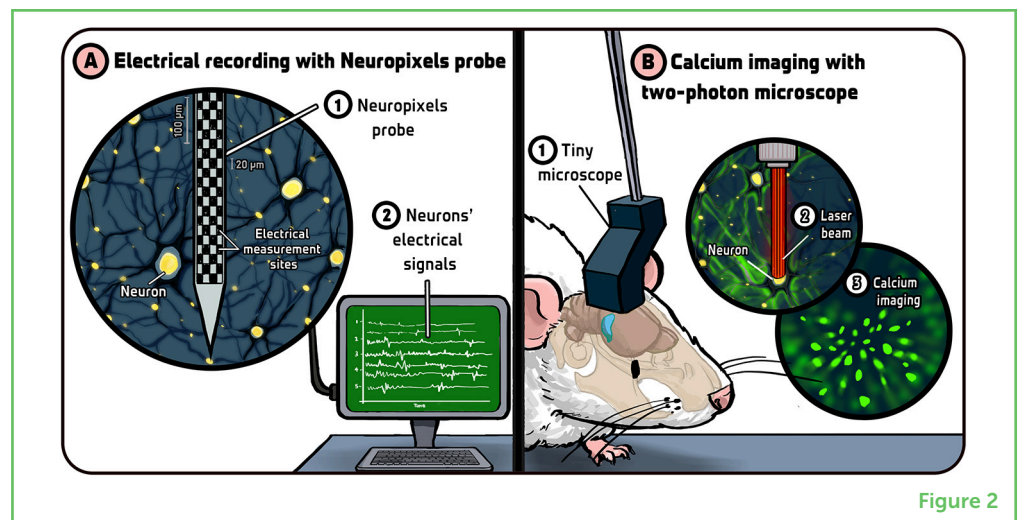 A Electrical recording with Neuropixels probe
1 Neuropixels
probe
100 μm
20 μm
Electrical
measurement
sites
Neuron
2 Neurons'
electrical
signals
1
2
3
4
5
Time
B Calcium imaging with
two-photon microscope
1 Tiny
microscope
2 Laser
beam
Neuron
3 Calcium
imaging
Figure 2